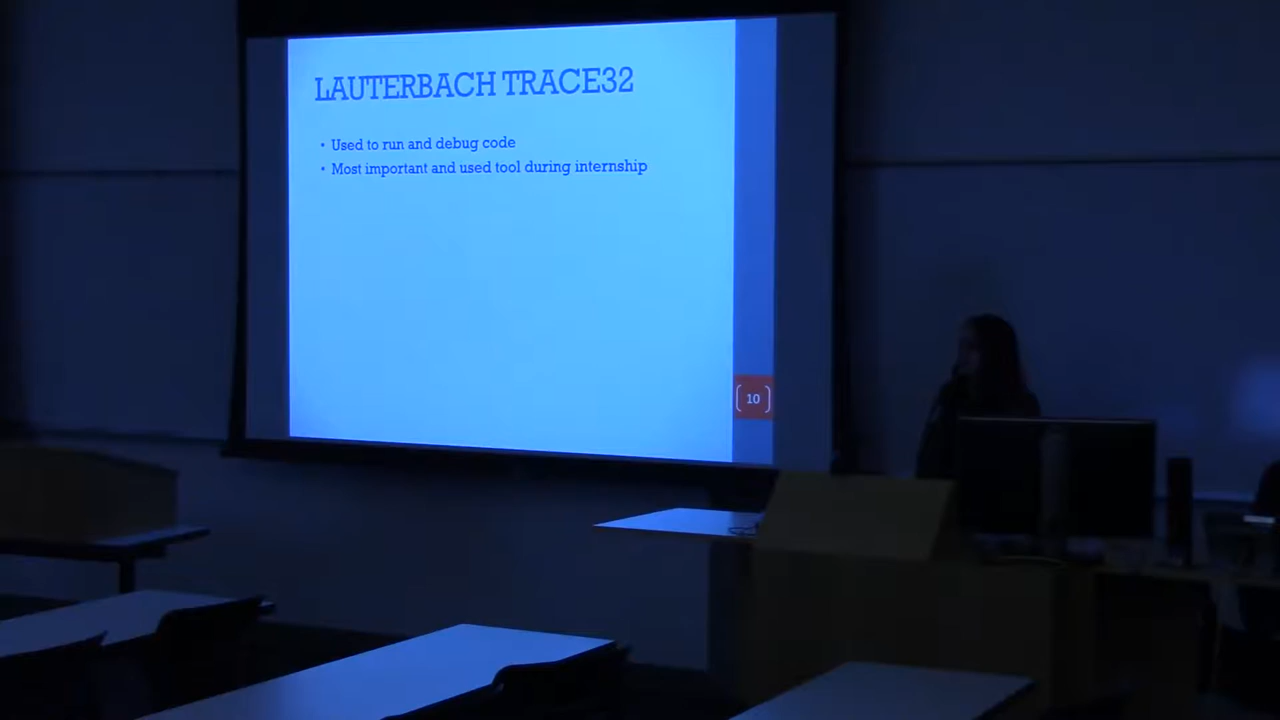 LAUTERBACH TRACE32
• Used to run and debug code
• Most important and used tool during internship
10